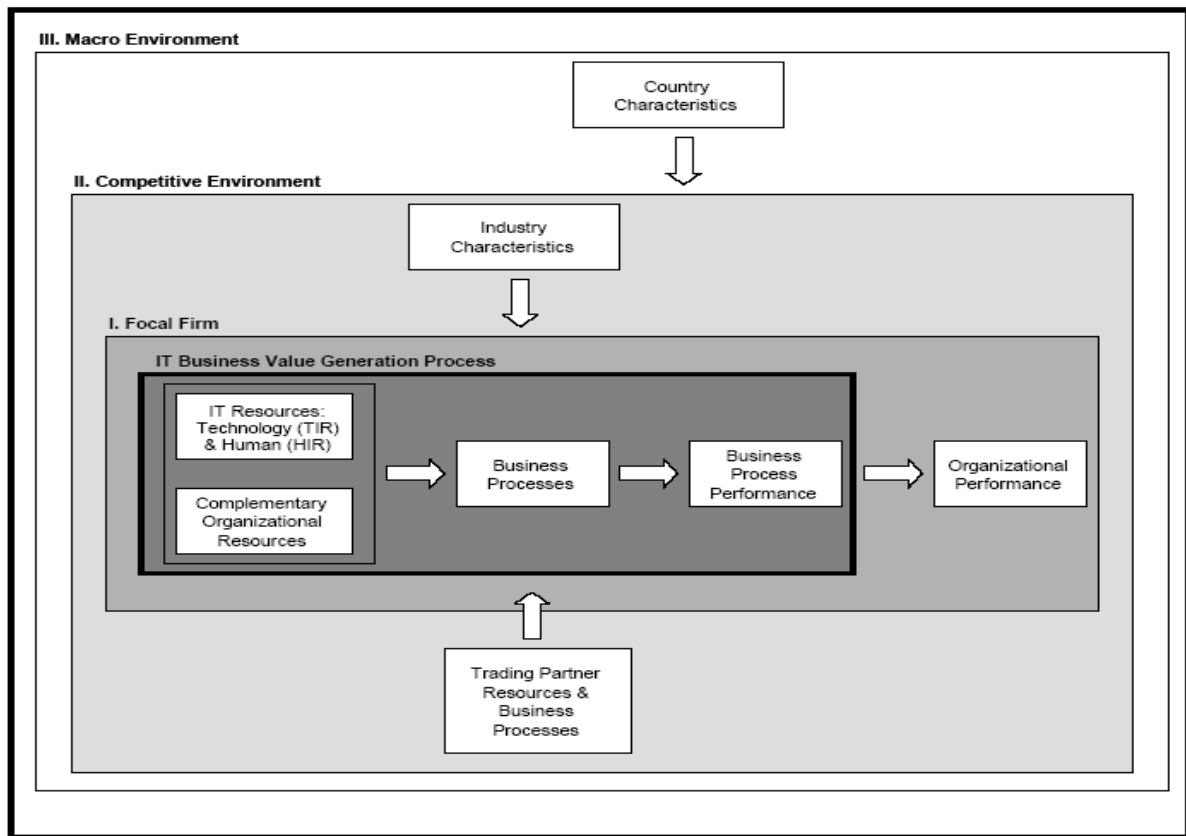 III. Macro Environment
Country
Characteristics
II. Competitive Environment
Industry
Characteristics
I. Focal Firm
IT Business Value Generation Process
IT Resources:
Technology (TIR)
& Human (HIR)
Complementary
Organizational
Resources
Business
Processes
Business
Process
Performance
Organizational
Performance
Trading Partner
Resources &
Business
Processes